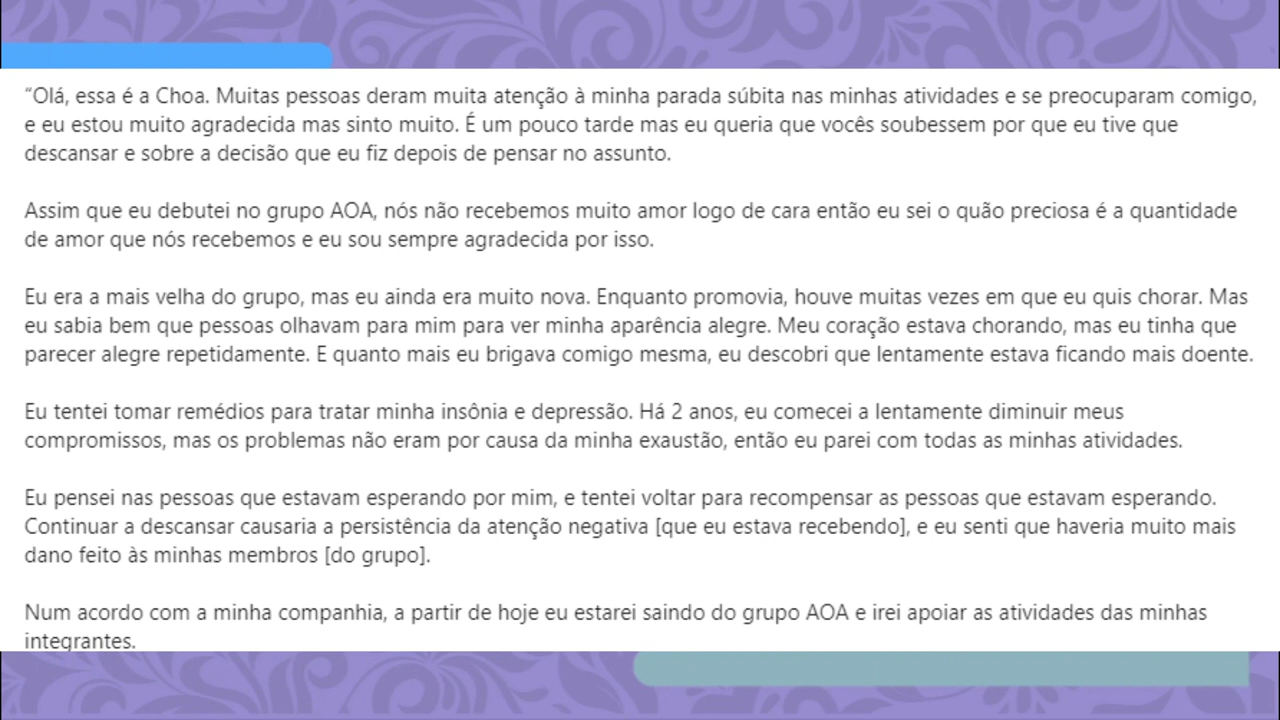 “Olá, essa é a Choa. Muitas pessoas deram muita atenção à minha parada súbita nas minhas atividades e se preocuparam comigo,
e eu estou muito agradecida mas sinto muito. É um pouco tarde mas eu queria que vocês soubessem por que eu tive que
descansar e sobre a decisão que eu fiz depois de pensar no assunto.
Assim que eu debutei no grupo AOA, nós não recebemos muito amor logo de cara então eu sei o quão preciosa é a quantidade
de amor que nós recebemos e eu sou sempre agradecida por isso.
Eu era a mais velha do grupo, mas eu ainda era muito nova. Enquanto promovia, houve muitas vezes em que eu quis chorar. Mas
eu sabia bem que pessoas olhavam para mim para ver minha aparência alegre. Meu coração estava chorando, mas eu tinha que
parecer alegre repetidamente. E quanto mais eu brigava comigo mesma, eu descobri que lentamente estava ficando mais doente.
Eu tentei tomar remédios para tratar minha insônia e depressão. Há 2 anos, eu comecei a lentamente diminuir meus
compromissos, mas os problemas não eram por causa da minha exaustão, então eu parei com todas as minhas atividades.
Eu pensei nas pessoas que estavam esperando por mim, e tentei voltar para recompensar as pessoas que estavam esperando.
Continuar a descansar causaria a persistência da atenção negativa [que eu estava recebendo], e eu senti que haveria muito mais
dano feito às minhas membros [do grupo].
Num acordo com a minha companhia, a partir de hoje eu estarei saindo do grupo AOA e irei apoiar as atividades das minhas
integrantes.